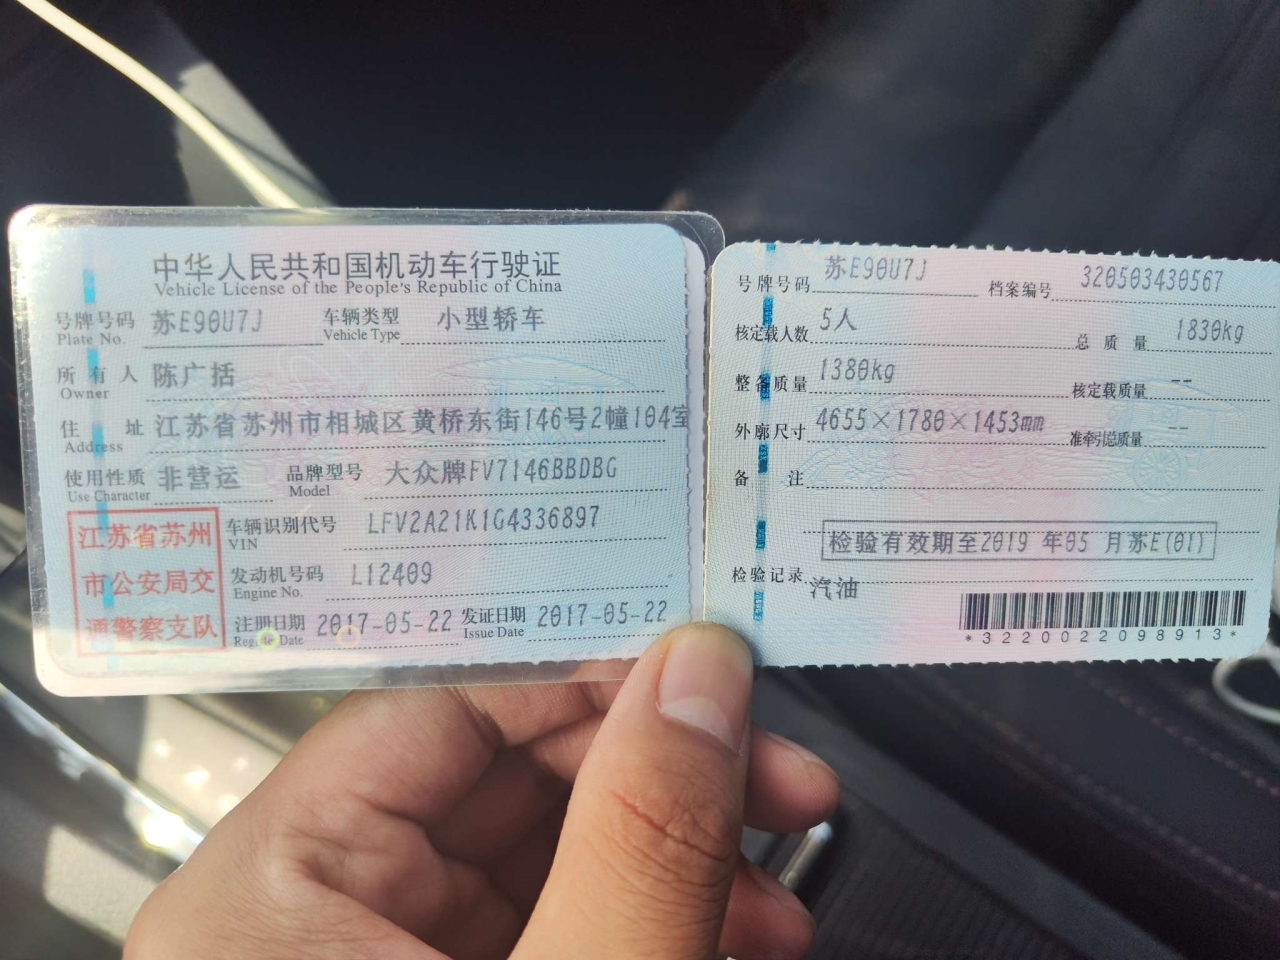 中华人民共和国机动车行驶证
Vehicle License of the People's Republic of China
号牌号码 苏E90U7J 车辆类型 小型轿车
Plate No. Vehicle Type
所有人 陈广括
Owner
住址 江苏省苏州市相城区黄桥东街146号2幢104室
Address
使用性质 非营运 品牌型号 大众牌FV7146BBDBG
Use Character Model
江苏省苏州
市公安局交
通警察支队
车辆识别代号 LFV2A21K1G4336897
VIN
发动机号码 L12409
Engine No.
注册日期 2017-05-22 发证日期 2017-05-22
Register Date Issue Date
号牌号码 苏E90U7J 档案编号 320503430567
核定载人数 5人 总质量 1830kg
整备质量 1380kg 核定载质量 --
外廓尺寸 4655×1780×1453mm 准牵引总质量 --
备注
检验有效期至2019 年05 月苏E(01)
检验记录 汽油
*3220022098913*